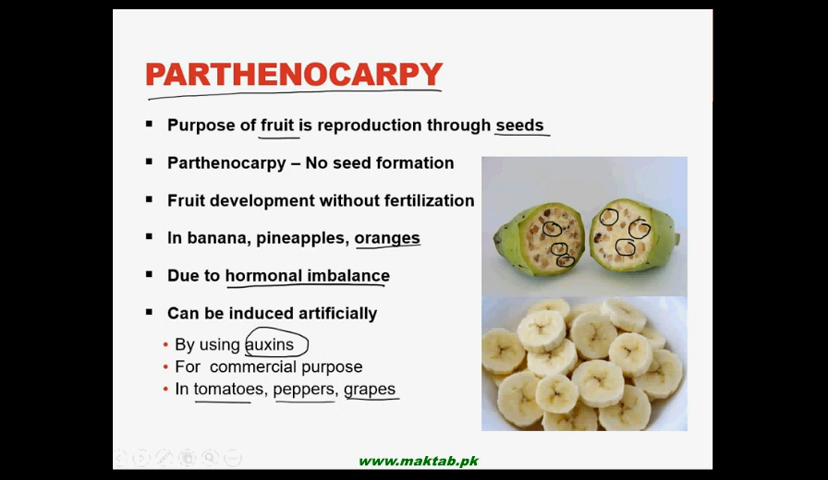 PARTHENOCARPY
Purpose of fruit is reproduction through seeds
Parthenocarpy – No seed formation
Fruit development without fertilization
In banana, pineapples, oranges
Due to hormonal imbalance
Can be induced artificially
By using auxins
For commercial purpose
In tomatoes, peppers, grapes
www.maktab.pk